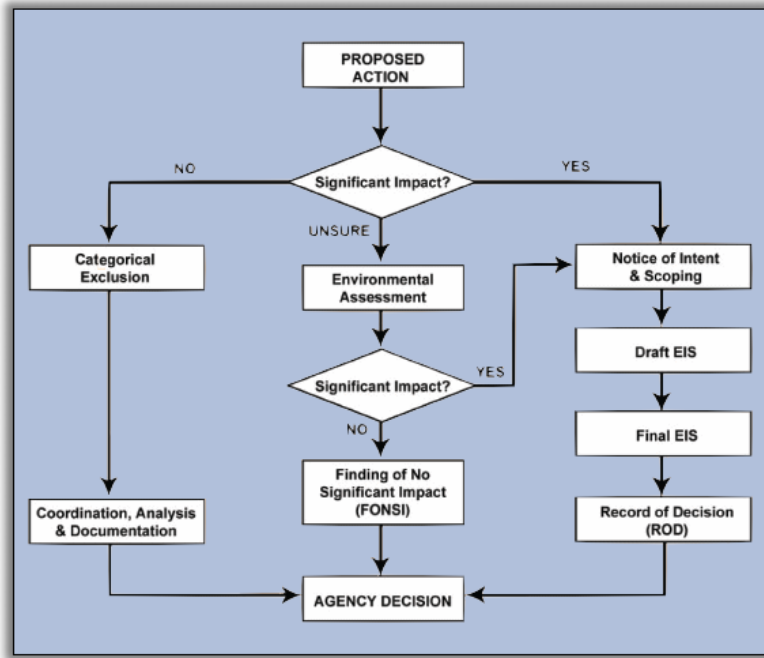 PROPOSED
ACTION
NO
Significant Impact?
YES
UNSURE
Categorical
Exclusion
Environmental
Assessment
Notice of Intent
& Scoping
Draft EIS
Significant Impact?
YES
NO
Final EIS
Finding of No
Significant Impact
(FONSI)
Coordination, Analysis
& Documentation
Record of Decision
(ROD)
AGENCY DECISION